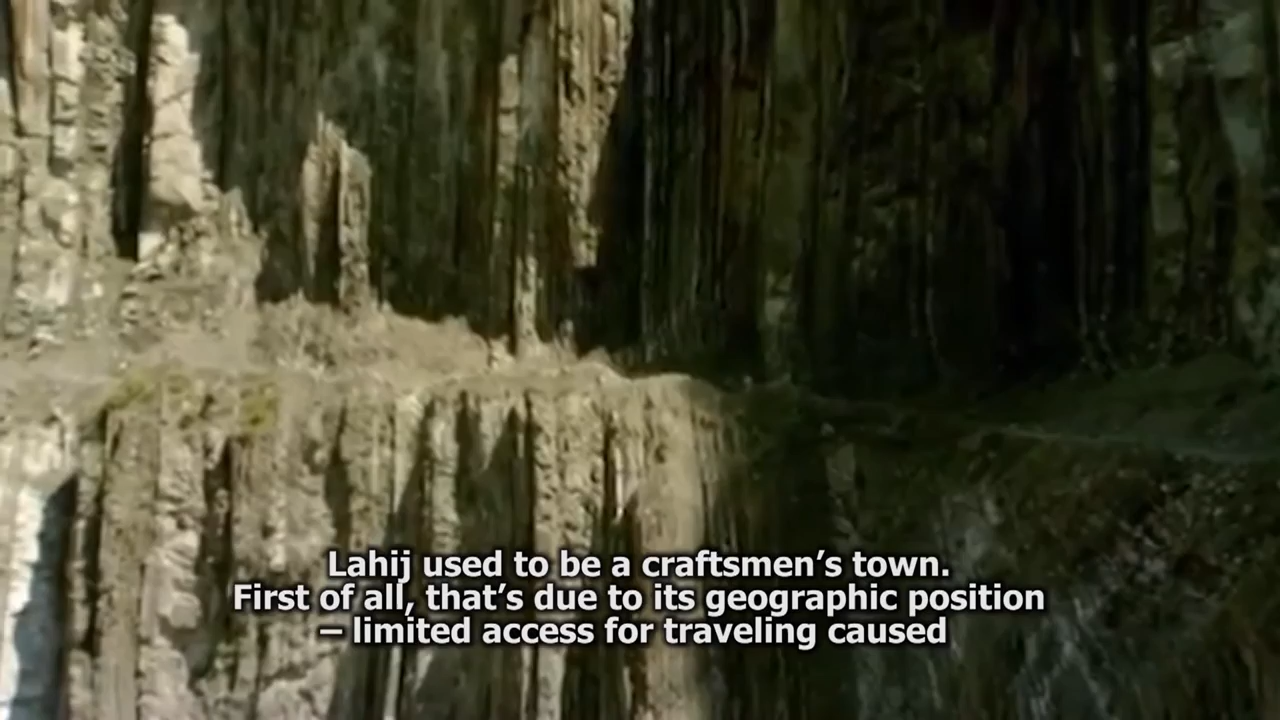 Lahij used to be a craftsmen’s town.
First of all, that’s due to its geographic position
– limited access for traveling caused